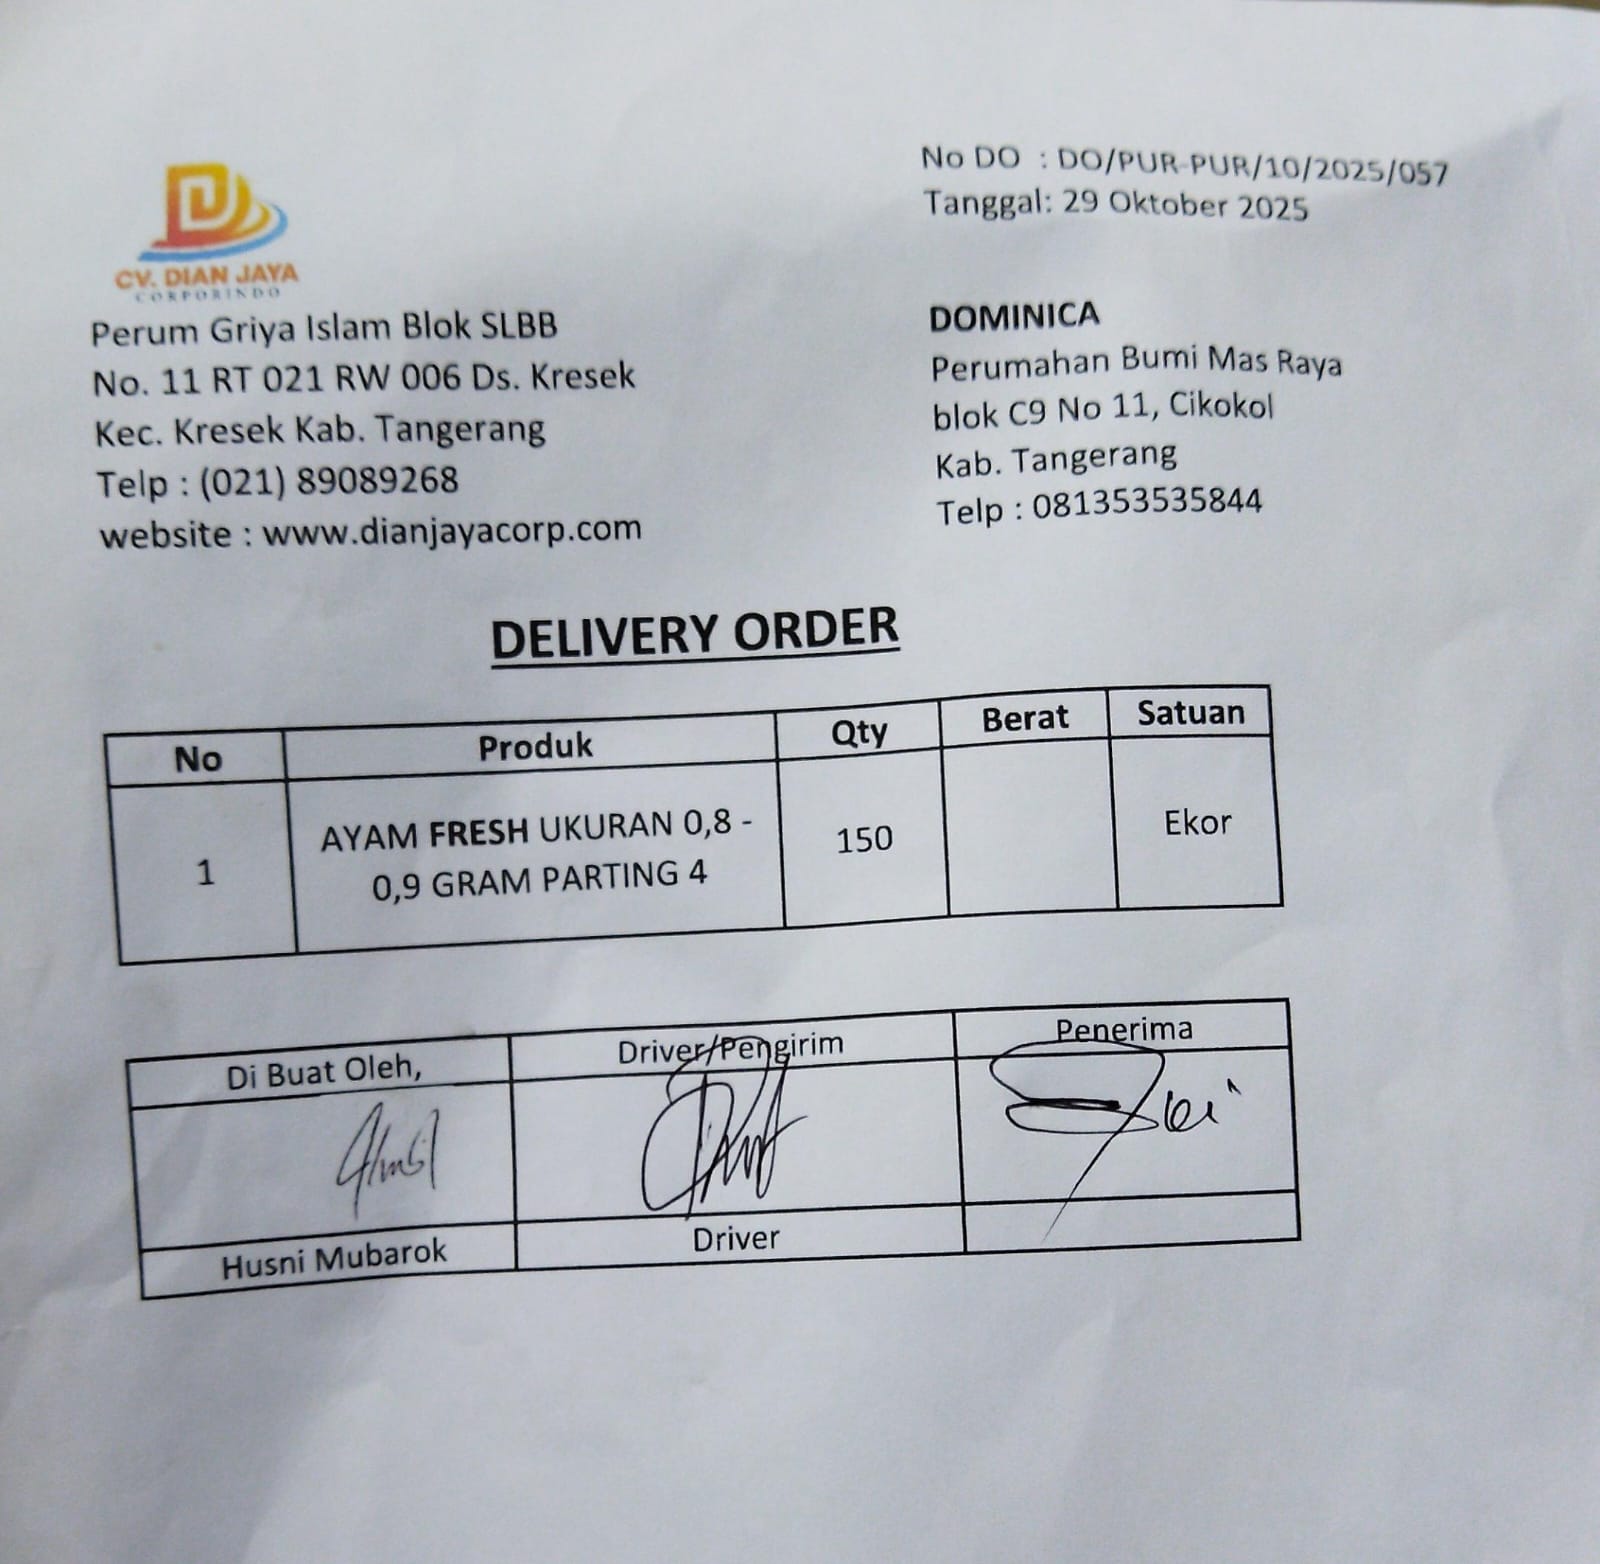 No DO : DO/PUR-PUR/10/2025/057
Tanggal: 29 Oktober 2025
CV. DIAN JAYA
CORPORINDO
Perum Griya Islam Blok SLBB
No. 11 RT 021 RW 006 Ds. Kresek
Kec. Kresek Kab. Tangerang
Telp : (021) 89089268
website : www.dianjayacorp.com
DOMINICA
Perumahan Bumi Mas Raya
blok C9 No 11, Cikokol
Kab. Tangerang
Telp : 081353535844
DELIVERY ORDER
No Produk Qty Berat Satuan
1 AYAM FRESH UKURAN 0,8 - 150 Ekor
0,9 GRAM PARTING 4
Di Buat Oleh, Driver/Pengirim Penerima
Husni Mubarok Driver